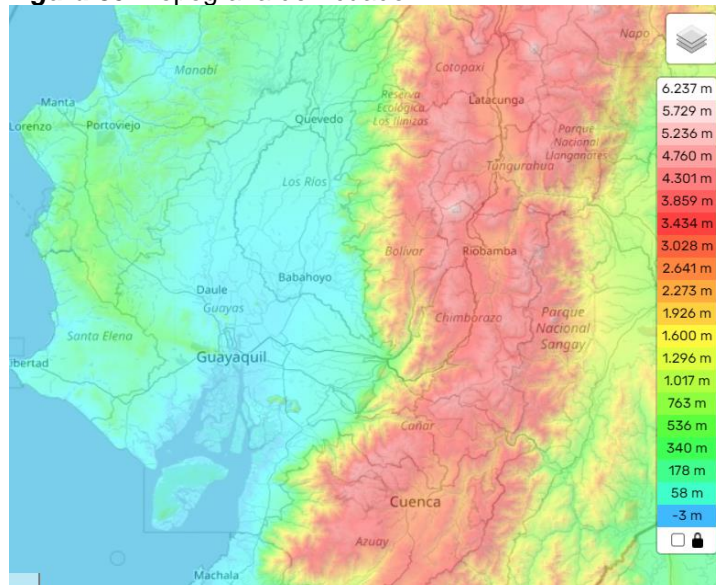 Napo
Manabí
Cotopaxi
Manta
Reserva
Ecológica
Los Ilinizas
Latacunga
Lorenzo
Portoviejo
Quevedo
Parque
Nacional
Llanganates
Tungurahua
Los Ríos
Bolívar
Riobamba
Babahoyo
Daule
Guayas
Chimborazo
Parque
Nacional
Sangay
Santa Elena
Guayaquil
libertad
Cañar
Cuenca
Azuay
Machala
6.237 m
5.729 m
5.236 m
4.760 m
4.301 m
3.859 m
3.434 m
3.028 m
2.641 m
2.273 m
1.926 m
1.600 m
1.296 m
1.017 m
763 m
536 m
340 m
178 m
58 m
-3 m